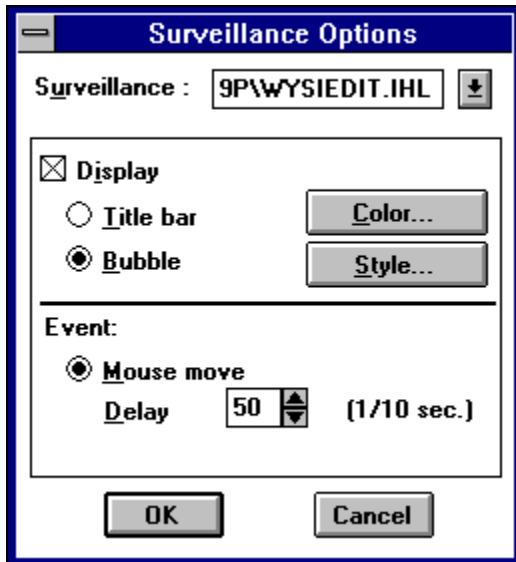 Surveillance Options
Surveillance : 9P\WYSIEDIT.IHL
Display
Title bar
Color...
Bubble
Style...
Event:
Mouse move
Delay 50 (1/10 sec.)
OK Cancel